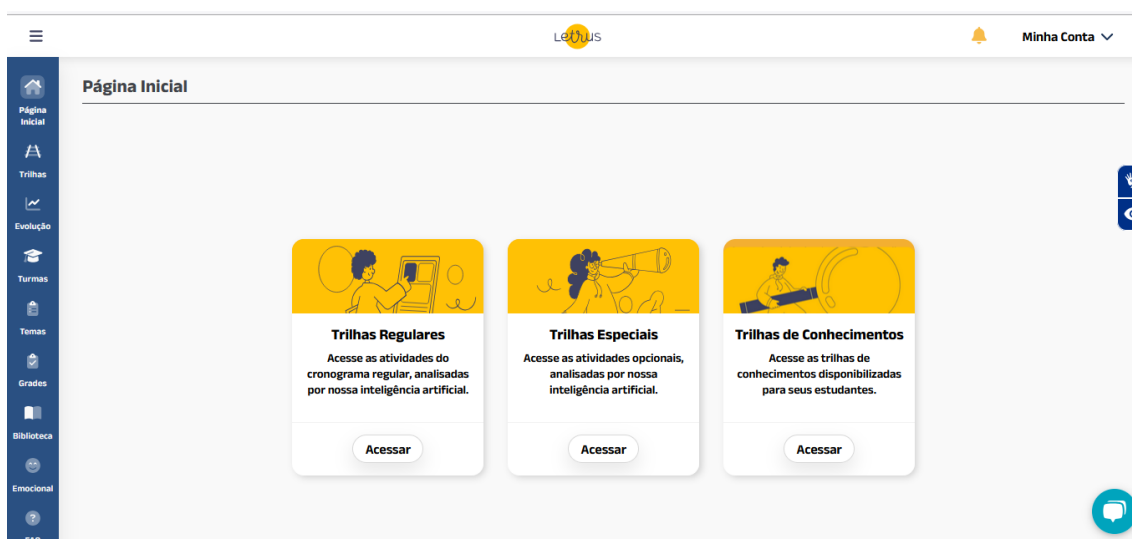 Letrus
Minha Conta
Página
Inicial
Trilhas
Evolução
Turmas
Temas
Grades
Biblioteca
Emocional
?
Página Inicial
Trilhas Regulares
Acesse as atividades do
cronograma regular, analisadas
por nossa inteligência artificial.
Acessar
Trilhas Especiais
Acesse as atividades opcionais,
analisadas por nossa
inteligência artificial.
Acessar
Trilhas de Conhecimentos
Acesse as trilhas de
conhecimentos disponibilizadas
para seus estudantes.
Acessar